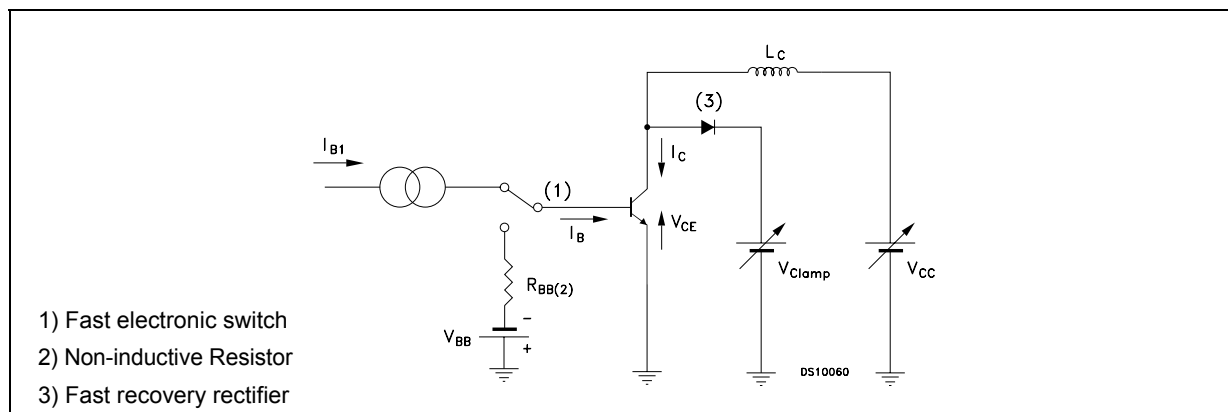 L_C
(3)
I_B1
I_C
(1)
I_B
V_CE
V_Clamp
V_CC
R_BB(2)
-
V_BB
+
DS10060
1) Fast electronic switch
2) Non-inductive Resistor
3) Fast recovery rectifier